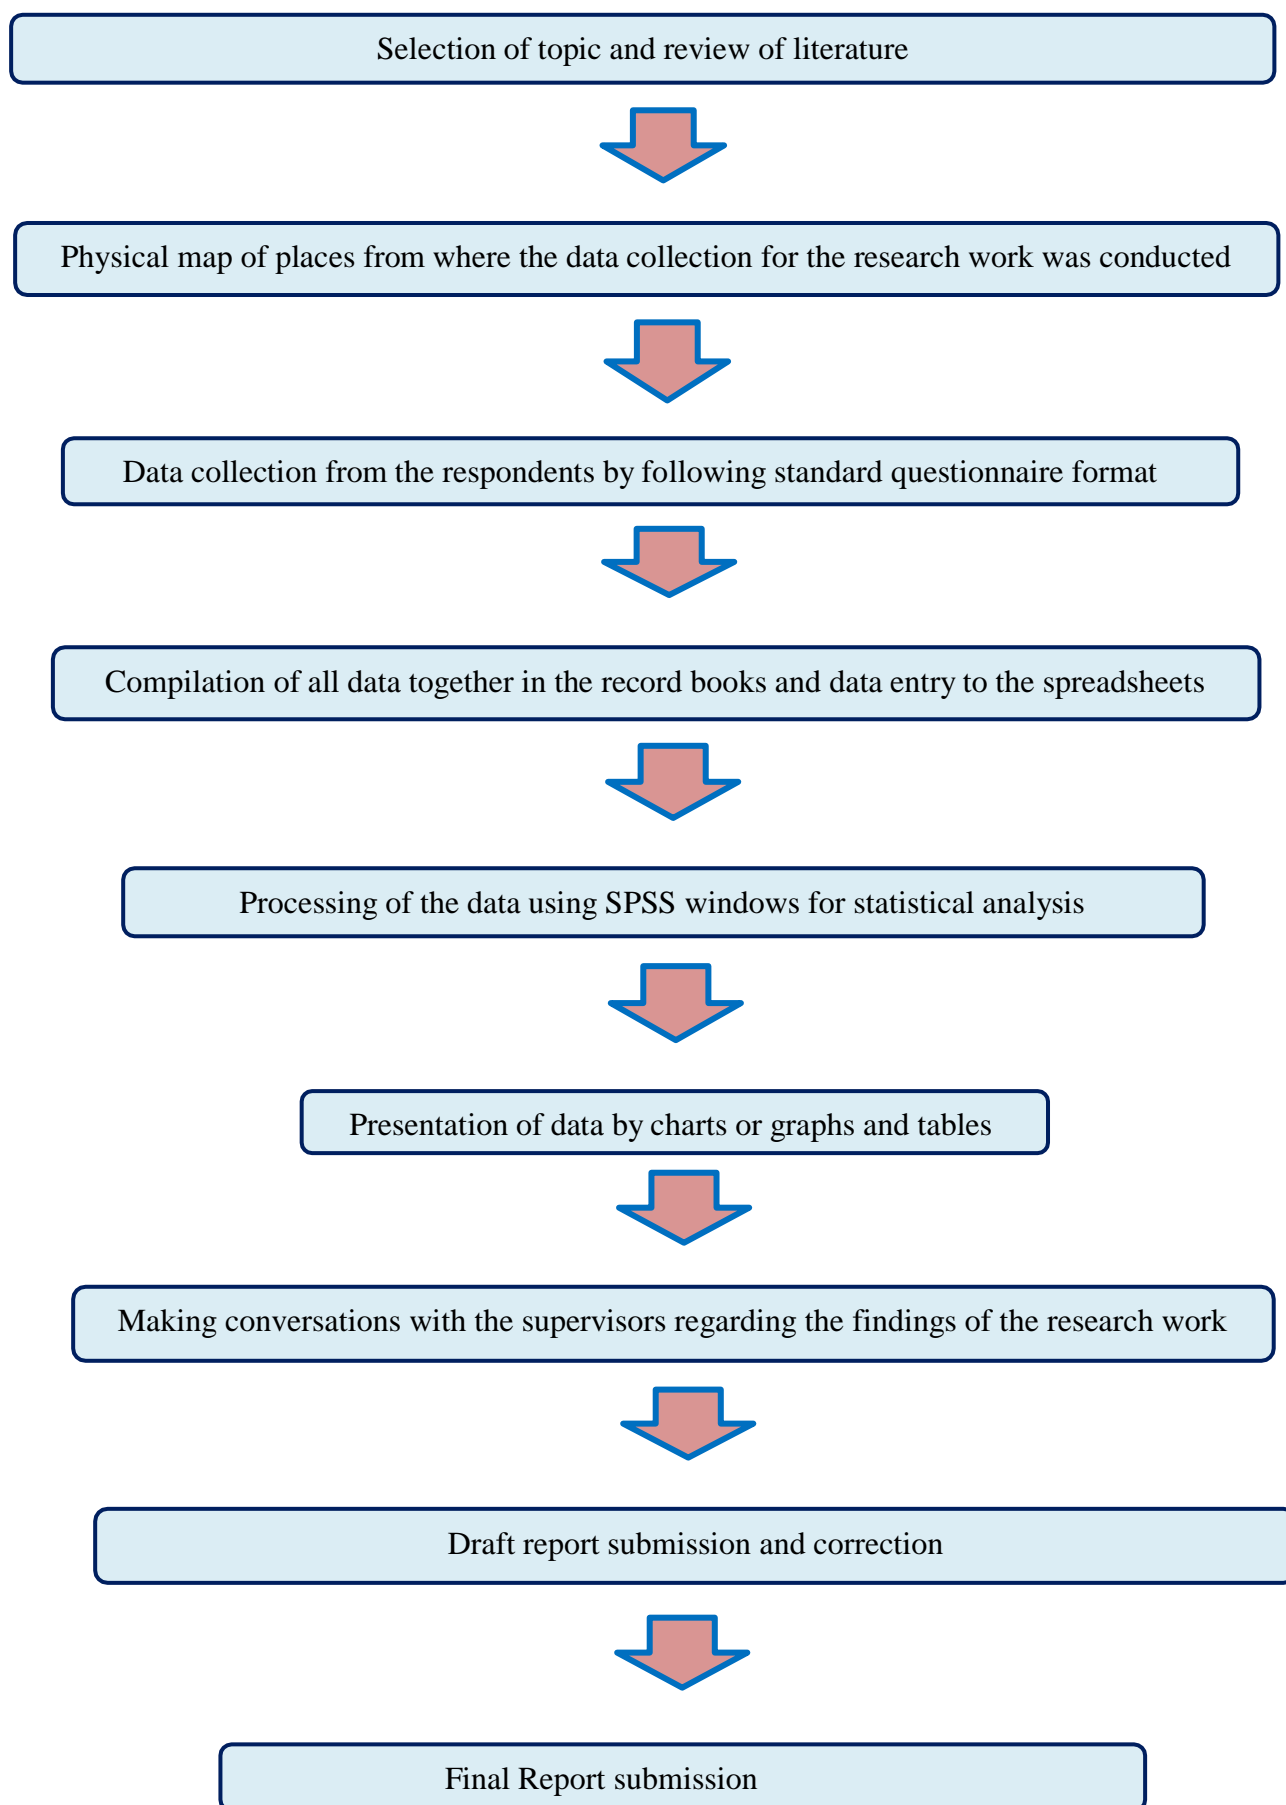 Selection of topic and review of literature
Physical map of places from where the data collection for the research work was conducted
Data collection from the respondents by following standard questionnaire format
Compilation of all data together in the record books and data entry to the spreadsheets
Processing of the data using SPSS windows for statistical analysis
Presentation of data by charts or graphs and tables
Making conversations with the supervisors regarding the findings of the research work
Draft report submission and correction
Final Report submission